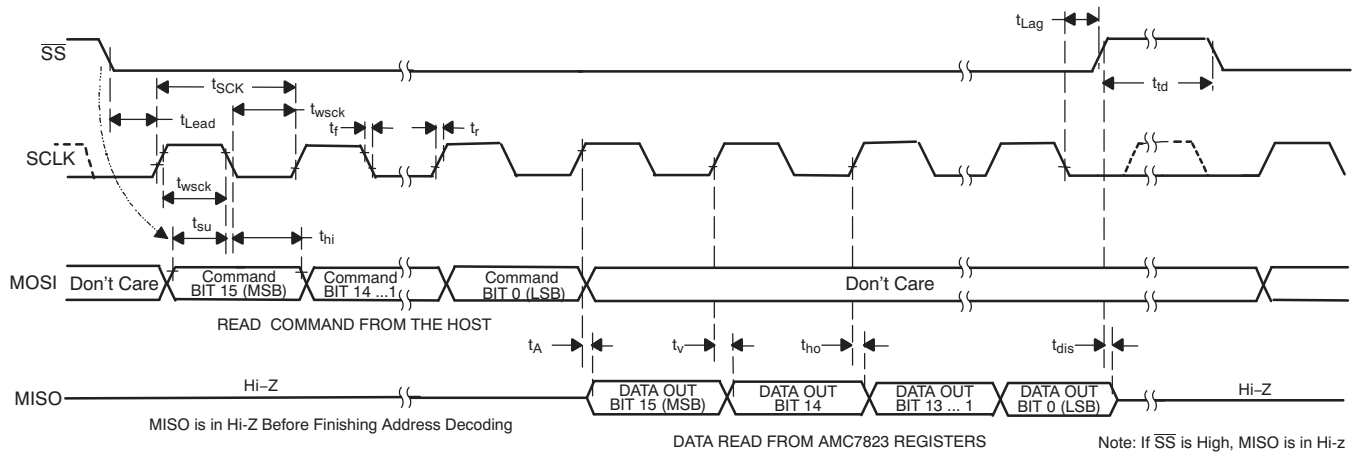 t_Lag
SS
t_td
t_SCK
t_wsck
t_Lead
t_f
t_r
SCLK
t_wsck
t_su
t_hi
MOSI
Don't Care
Command
BIT 15 (MSB)
Command
BIT 14 ...1
Command
BIT 0 (LSB)
Don't Care
READ COMMAND FROM THE HOST
t_A
t_v
t_ho
t_dis
MISO
Hi–Z
DATA OUT
BIT 15 (MSB)
DATA OUT
BIT 14
DATA OUT
BIT 13 ... 1
DATA OUT
BIT 0 (LSB)
Hi–Z
MISO is in Hi-Z Before Finishing Address Decoding
DATA READ FROM AMC7823 REGISTERS
Note: If SS is High, MISO is in Hi-z